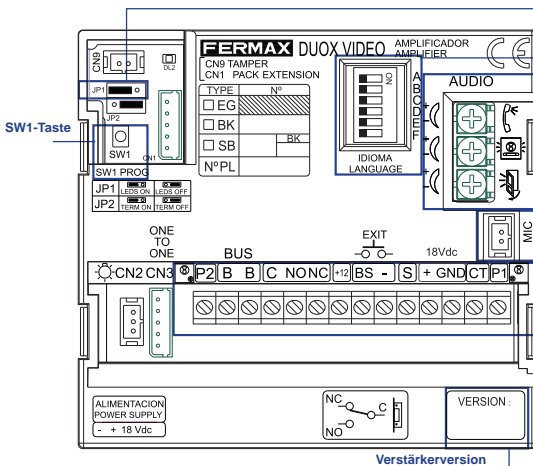 FERMAX DUOX VIDEO AMPLIFICADOR AMPLIFIER
CN9
DL2
CN9 TAMPER
CN1 PACK EXTENSION
JP1
JP2
TYPE Nº
EG
BK
SB BK
NºPL
NO
A
B
C
D
E
F
IDIOMA
LANGUAGE
AUDIO
+
-
+
-
+
-
SW1-Taste
SW1
CN1
SW1 PROG
JP1 LEDS ON LEDS OFF
JP2 TERM ON TERM OFF
MIC
ONE
TO
ONE
BUS
EXIT
18Vdc
CN2 CN3 P2 B B C NO NC +12 BS - S + GND CT P1
ALIMENTACION
POWER SUPPLY
- + 18 Vdc
NC
C
NO
VERSION :
Verstärkerversion